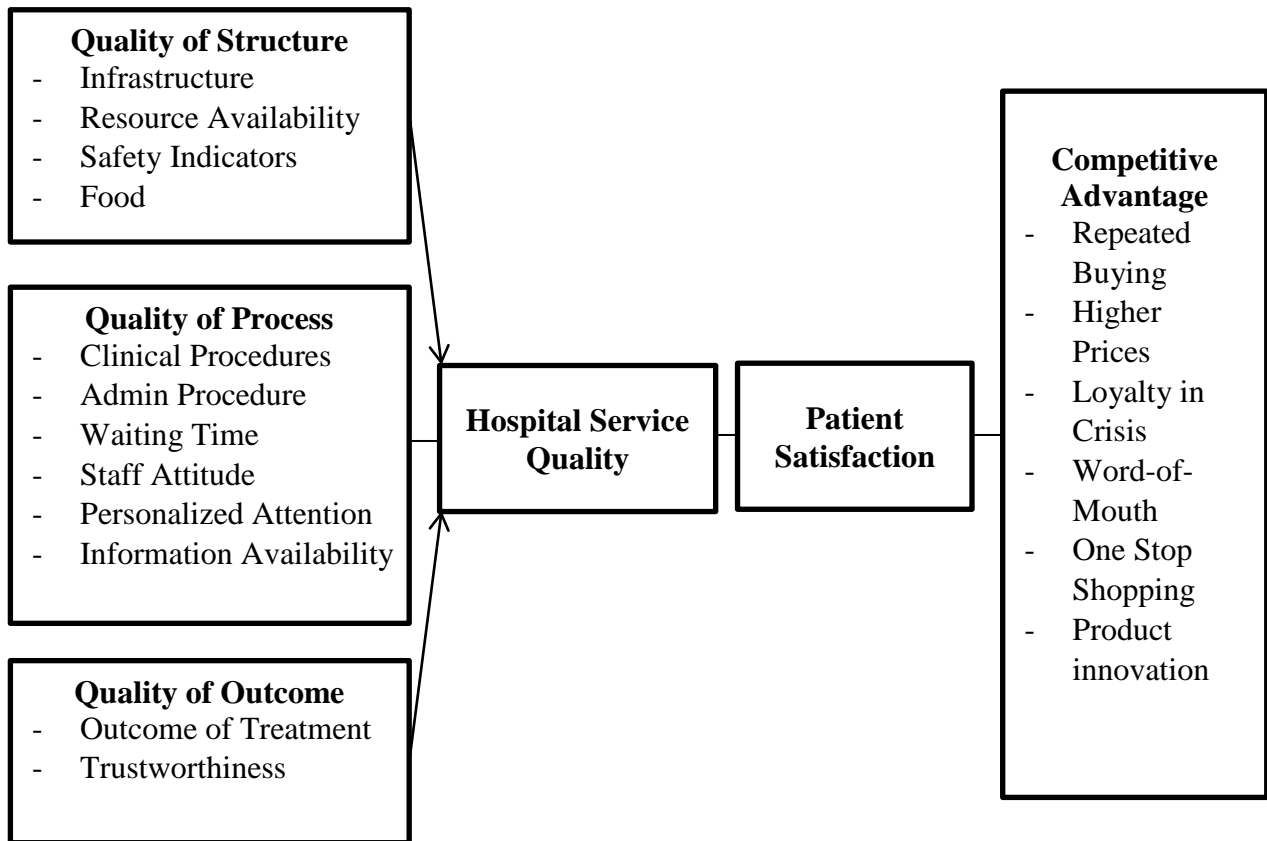 Quality of Structure
- Infrastructure
- Resource Availability
- Safety Indicators
- Food
Quality of Process
- Clinical Procedures
- Admin Procedure
- Waiting Time
- Staff Attitude
- Personalized Attention
- Information Availability
Quality of Outcome
- Outcome of Treatment
- Trustworthiness
Hospital Service
Quality
Patient
Satisfaction
Competitive
Advantage
- Repeated
Buying
- Higher
Prices
- Loyalty in
Crisis
- Word-of-
Mouth
- One Stop
Shopping
- Product
innovation